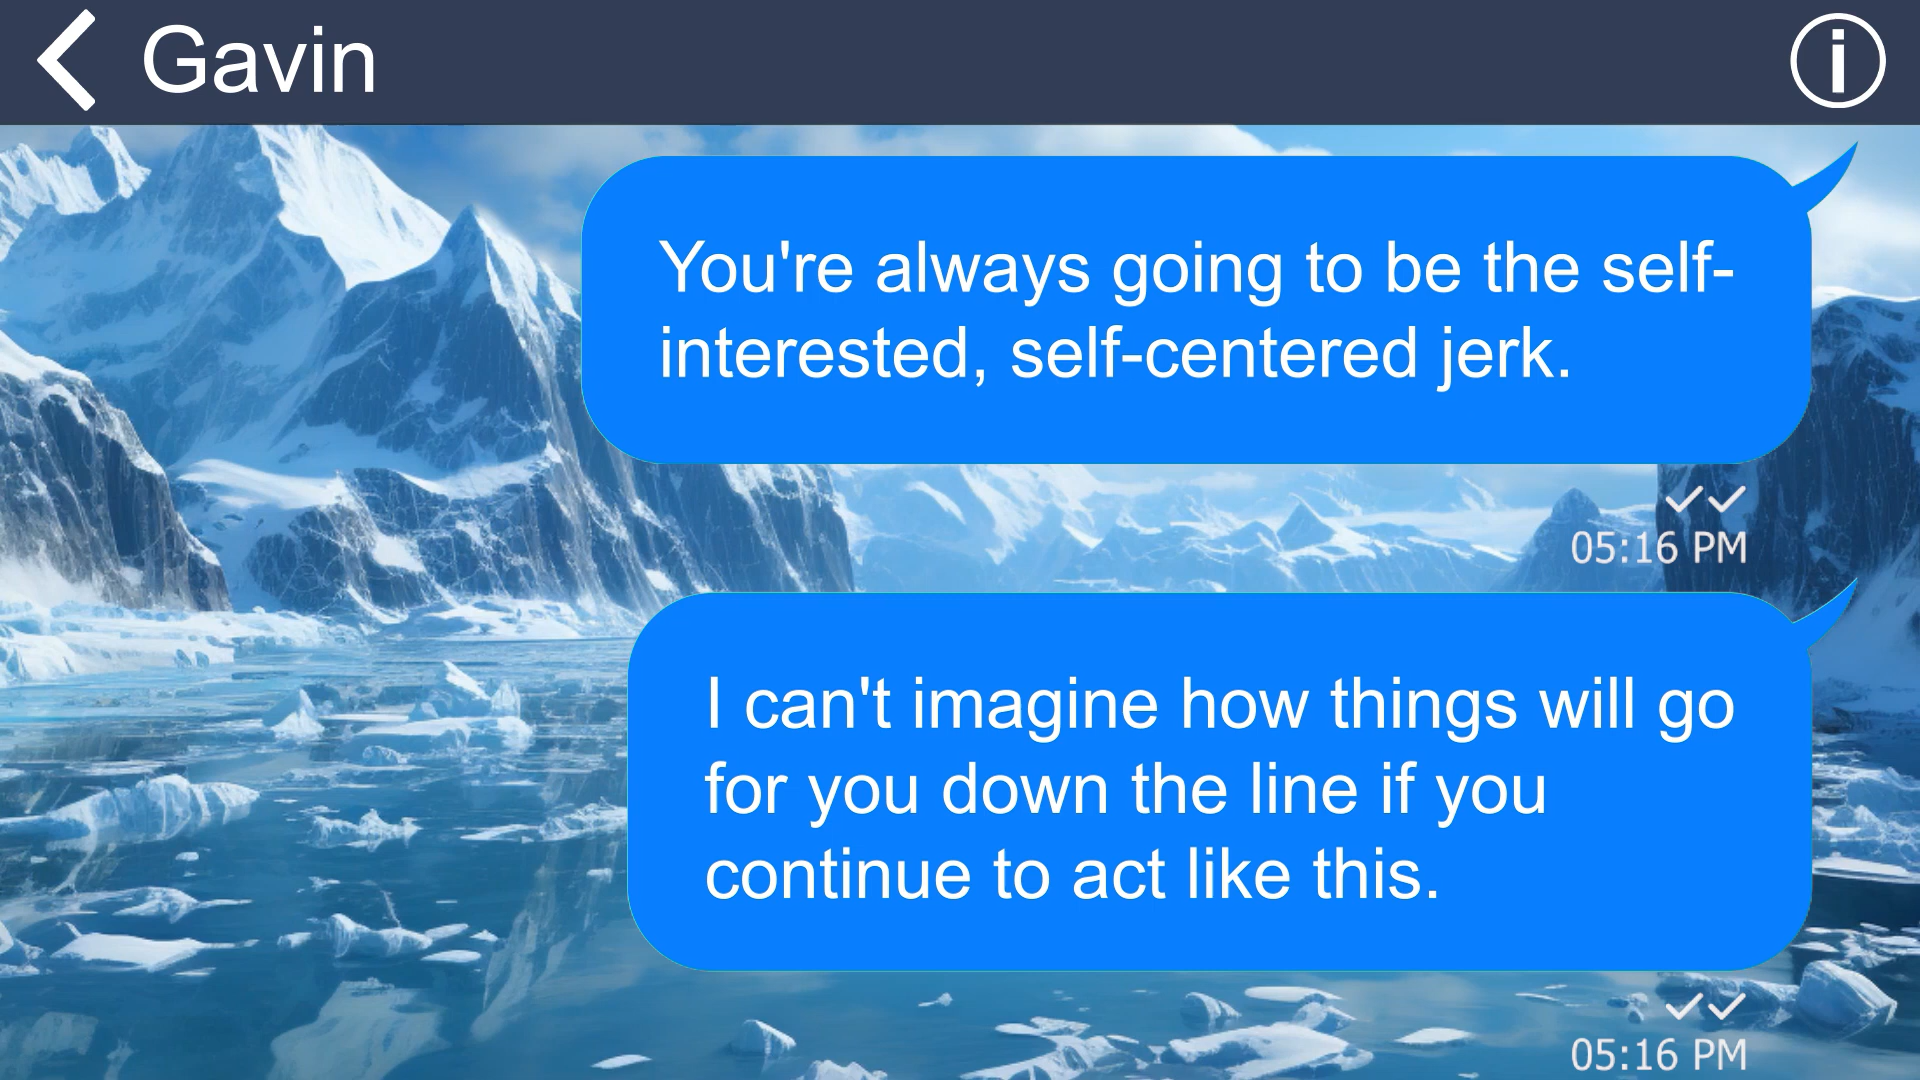 Gavin
You're always going to be the self-
interested, self-centered jerk.
05:16 PM
I can't imagine how things will go
for you down the line if you
continue to act like this.
05:16 PM